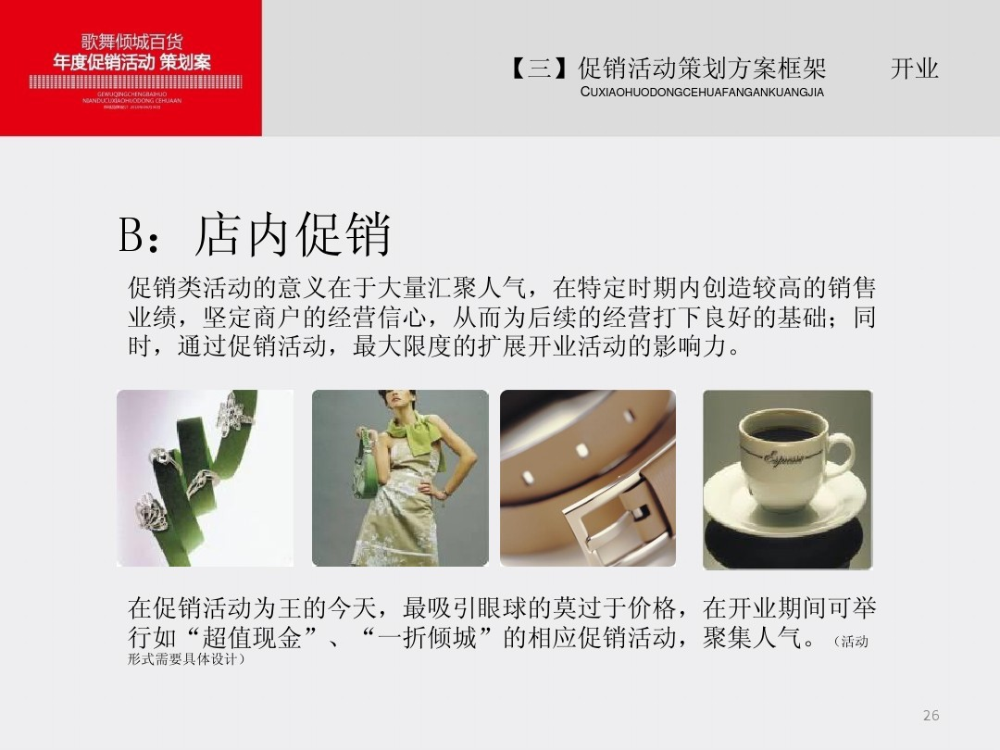 歌舞倾城百货
年度促销活动 策划案
GEWUQINGCHENGBAIHUO
NIANDUCUXIAOHUODONG CEHUAAN
【三】促销活动策划方案框架 开业
CUXIAOHUODONGCEHUAFANGANKUANGJIA
B：店内促销
促销类活动的意义在于大量汇聚人气，在特定时期内创造较高的销售
业绩，坚定商户的经营信心，从而为后续的经营打下良好的基础；同
时，通过促销活动，最大限度的扩展开业活动的影响力。
Espresso
在促销活动为王的今天，最吸引眼球的莫过于价格，在开业期间可举
行如“超值现金”、“一折倾城”的相应促销活动，聚集人气。（活动
形式需要具体设计）
26